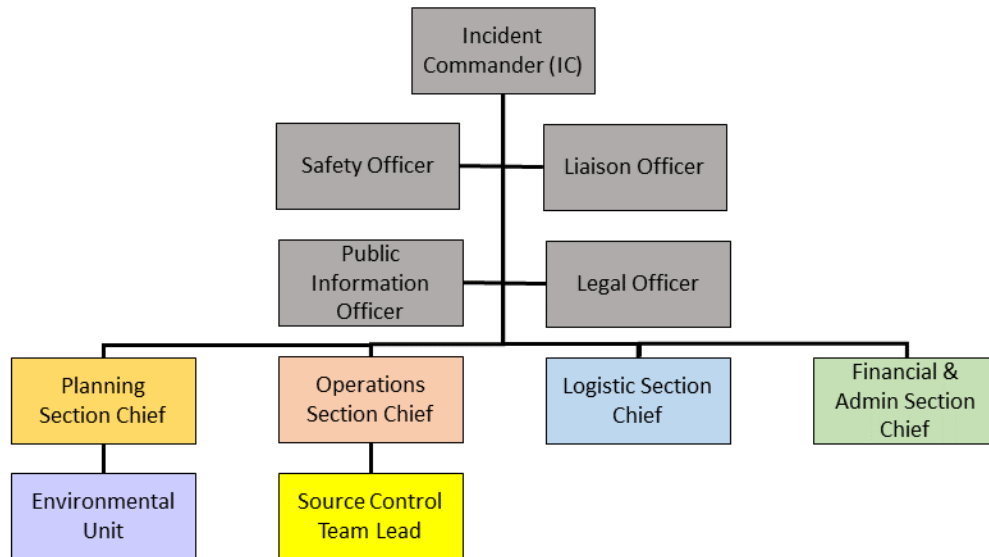 Incident
Commander (IC)
Safety Officer
Liaison Officer
Public
Information
Officer
Legal Officer
Planning
Section Chief
Operations
Section Chief
Logistic Section
Chief
Financial &
Admin Section
Chief
Environmental
Unit
Source Control
Team Lead